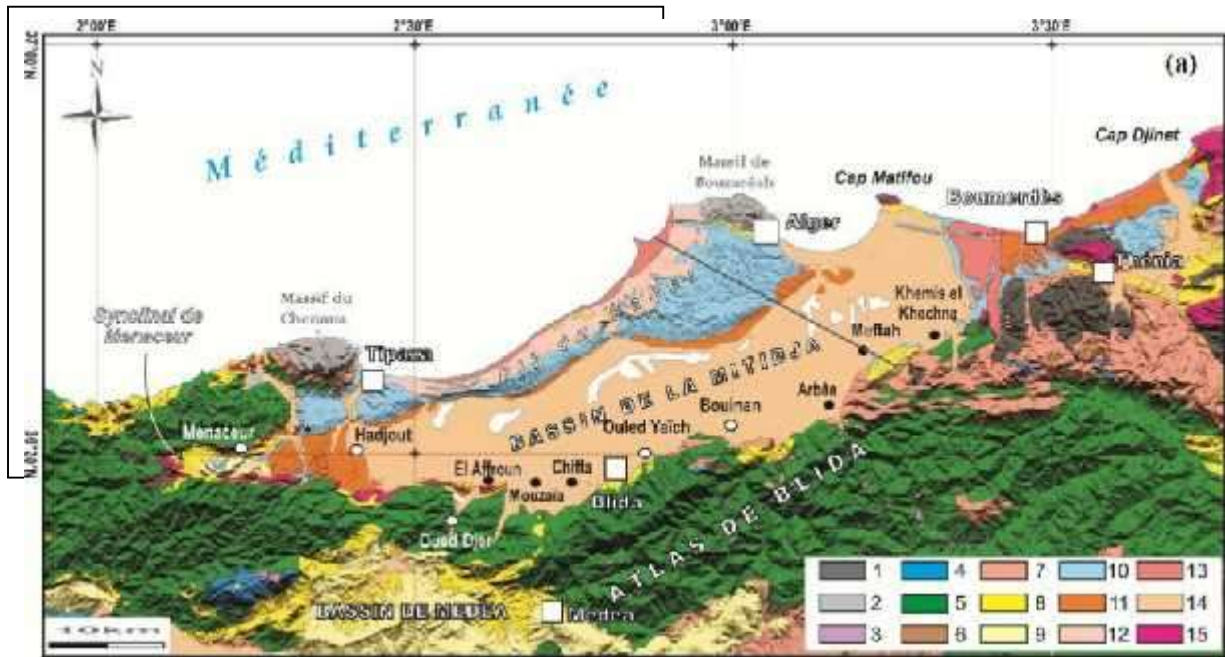 2°00'E 2°30'E 3°00'E 3°30'E
(a)
N
Méditerranée
Cap Djinet
Massif de Bouzaréah
Cap Matifou
Boumerdès
Alger
Thénia
Massif du Chenoua
Khemis el Khechna
Synclinal de Menaceur
Meftah
Tipaza
BASSIN DE LA MITIDJA
Arbâa
Bouinan
Menaceur
Hadjout
Ouled Yaïch
El Affroun
Chiffa
Mouzaia
Blida
ATLAS DE BLIDA
Oued Djer
BASSIN DE MEDEA
Medea
10km
1 4 7 10 13
2 5 8 11 14
3 6 9 12 15